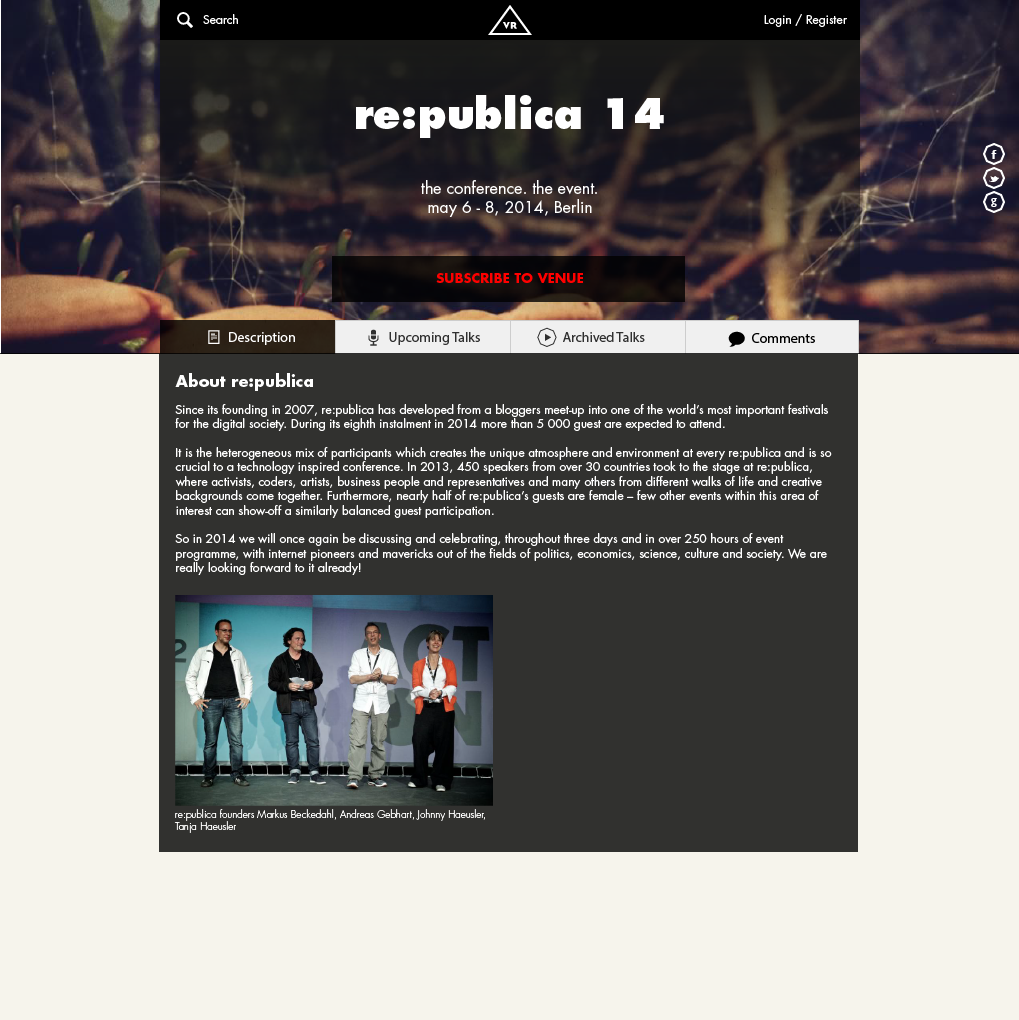 Search
VR
Login / Register
re:publica 14
the conference. the event.
may 6 - 8, 2014, Berlin
f
g
SUBSCRIBE TO VENUE
Description
Upcoming Talks
Archived Talks
Comments
About re:publica
Since its founding in 2007, re:publica has developed from a bloggers meet-up into one of the world's most important festivals
for the digital society. During its eighth instalment in 2014 more than 5 000 guest are expected to attend.
It is the heterogeneous mix of participants which creates the unique atmosphere and environment at every re:publica and is so
crucial to a technology inspired conference. In 2013, 450 speakers from over 30 countries took to the stage at re:publica,
where activists, coders, artists, business people and representatives and many others from different walks of life and creative
backgrounds come together. Furthermore, nearly half of re:publica's guests are female – few other events within this area of
interest can show-off a similarly balanced guest participation.
So in 2014 we will once again be discussing and celebrating, throughout three days and in over 250 hours of event
programme, with internet pioneers and mavericks out of the fields of politics, economics, science, culture and society. We are
really looking forward to it already!
2
ACT
ON
re:publica founders Markus Beckedahl, Andreas Gebhart, Johnny Haeusler,
Tanja Haeusler